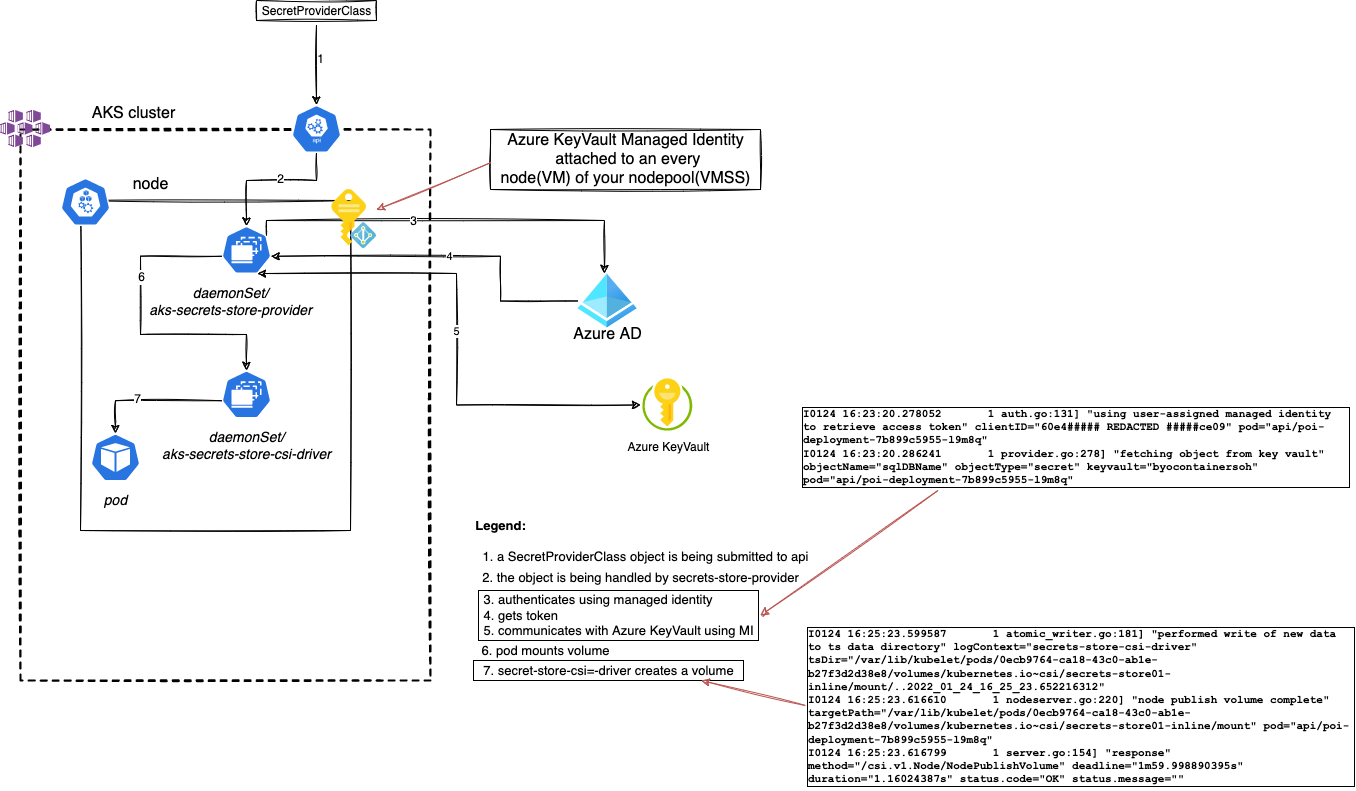 SecretProviderClass
1
AKS cluster
api
Azure KeyVault Managed Identity
attached to an every
node(VM) of your nodepool(VMSS)
node
2
3
4
6
daemonSet/
aks-secrets-store-provider
Azure AD
5
7
daemonSet/
aks-secrets-store-csi-driver
pod
Azure KeyVault
I0124 16:23:20.278052 1 auth.go:131] "using user-assigned managed identity
to retrieve access token" clientID="60e4##### REDACTED #####ce09" pod="api/poi-
deployment-7b899c5955-l9m8q"
I0124 16:23:20.286241 1 provider.go:278] "fetching object from key vault"
objectName="sqlDBName" objectType="secret" keyvault="byocontainersoh"
pod="api/poi-deployment-7b899c5955-l9m8q"
Legend:
1. a SecretProviderClass object is being submitted to api
2. the object is being handled by secrets-store-provider
3. authenticates using managed identity
4. gets token
5. communicates with Azure KeyVault using MI
6. pod mounts volume
7. secret-store-csi=-driver creates a volume
I0124 16:25:23.599587 1 atomic_writer.go:181] "performed write of new data
to ts data directory" logContext="secrets-store-csi-driver"
tsDir="/var/lib/kubelet/pods/0ecb9764-ca18-43c0-ab1e-
b27f3d2d38e8/volumes/kubernetes.io~csi/secrets-store01-
inline/mount/..2022_01_24_16_25_23.652216312"
I0124 16:25:23.616610 1 nodeserver.go:220] "node publish volume complete"
targetPath="/var/lib/kubelet/pods/0ecb9764-ca18-43c0-ab1e-
b27f3d2d38e8/volumes/kubernetes.io~csi/secrets-store01-inline/mount" pod="api/poi-
deployment-7b899c5955-l9m8q"
I0124 16:25:23.616799 1 server.go:154] "response"
method="/csi.v1.Node/NodePublishVolume" deadline="1m59.998890395s"
duration="1.16024387s" status.code="OK" status.message=""